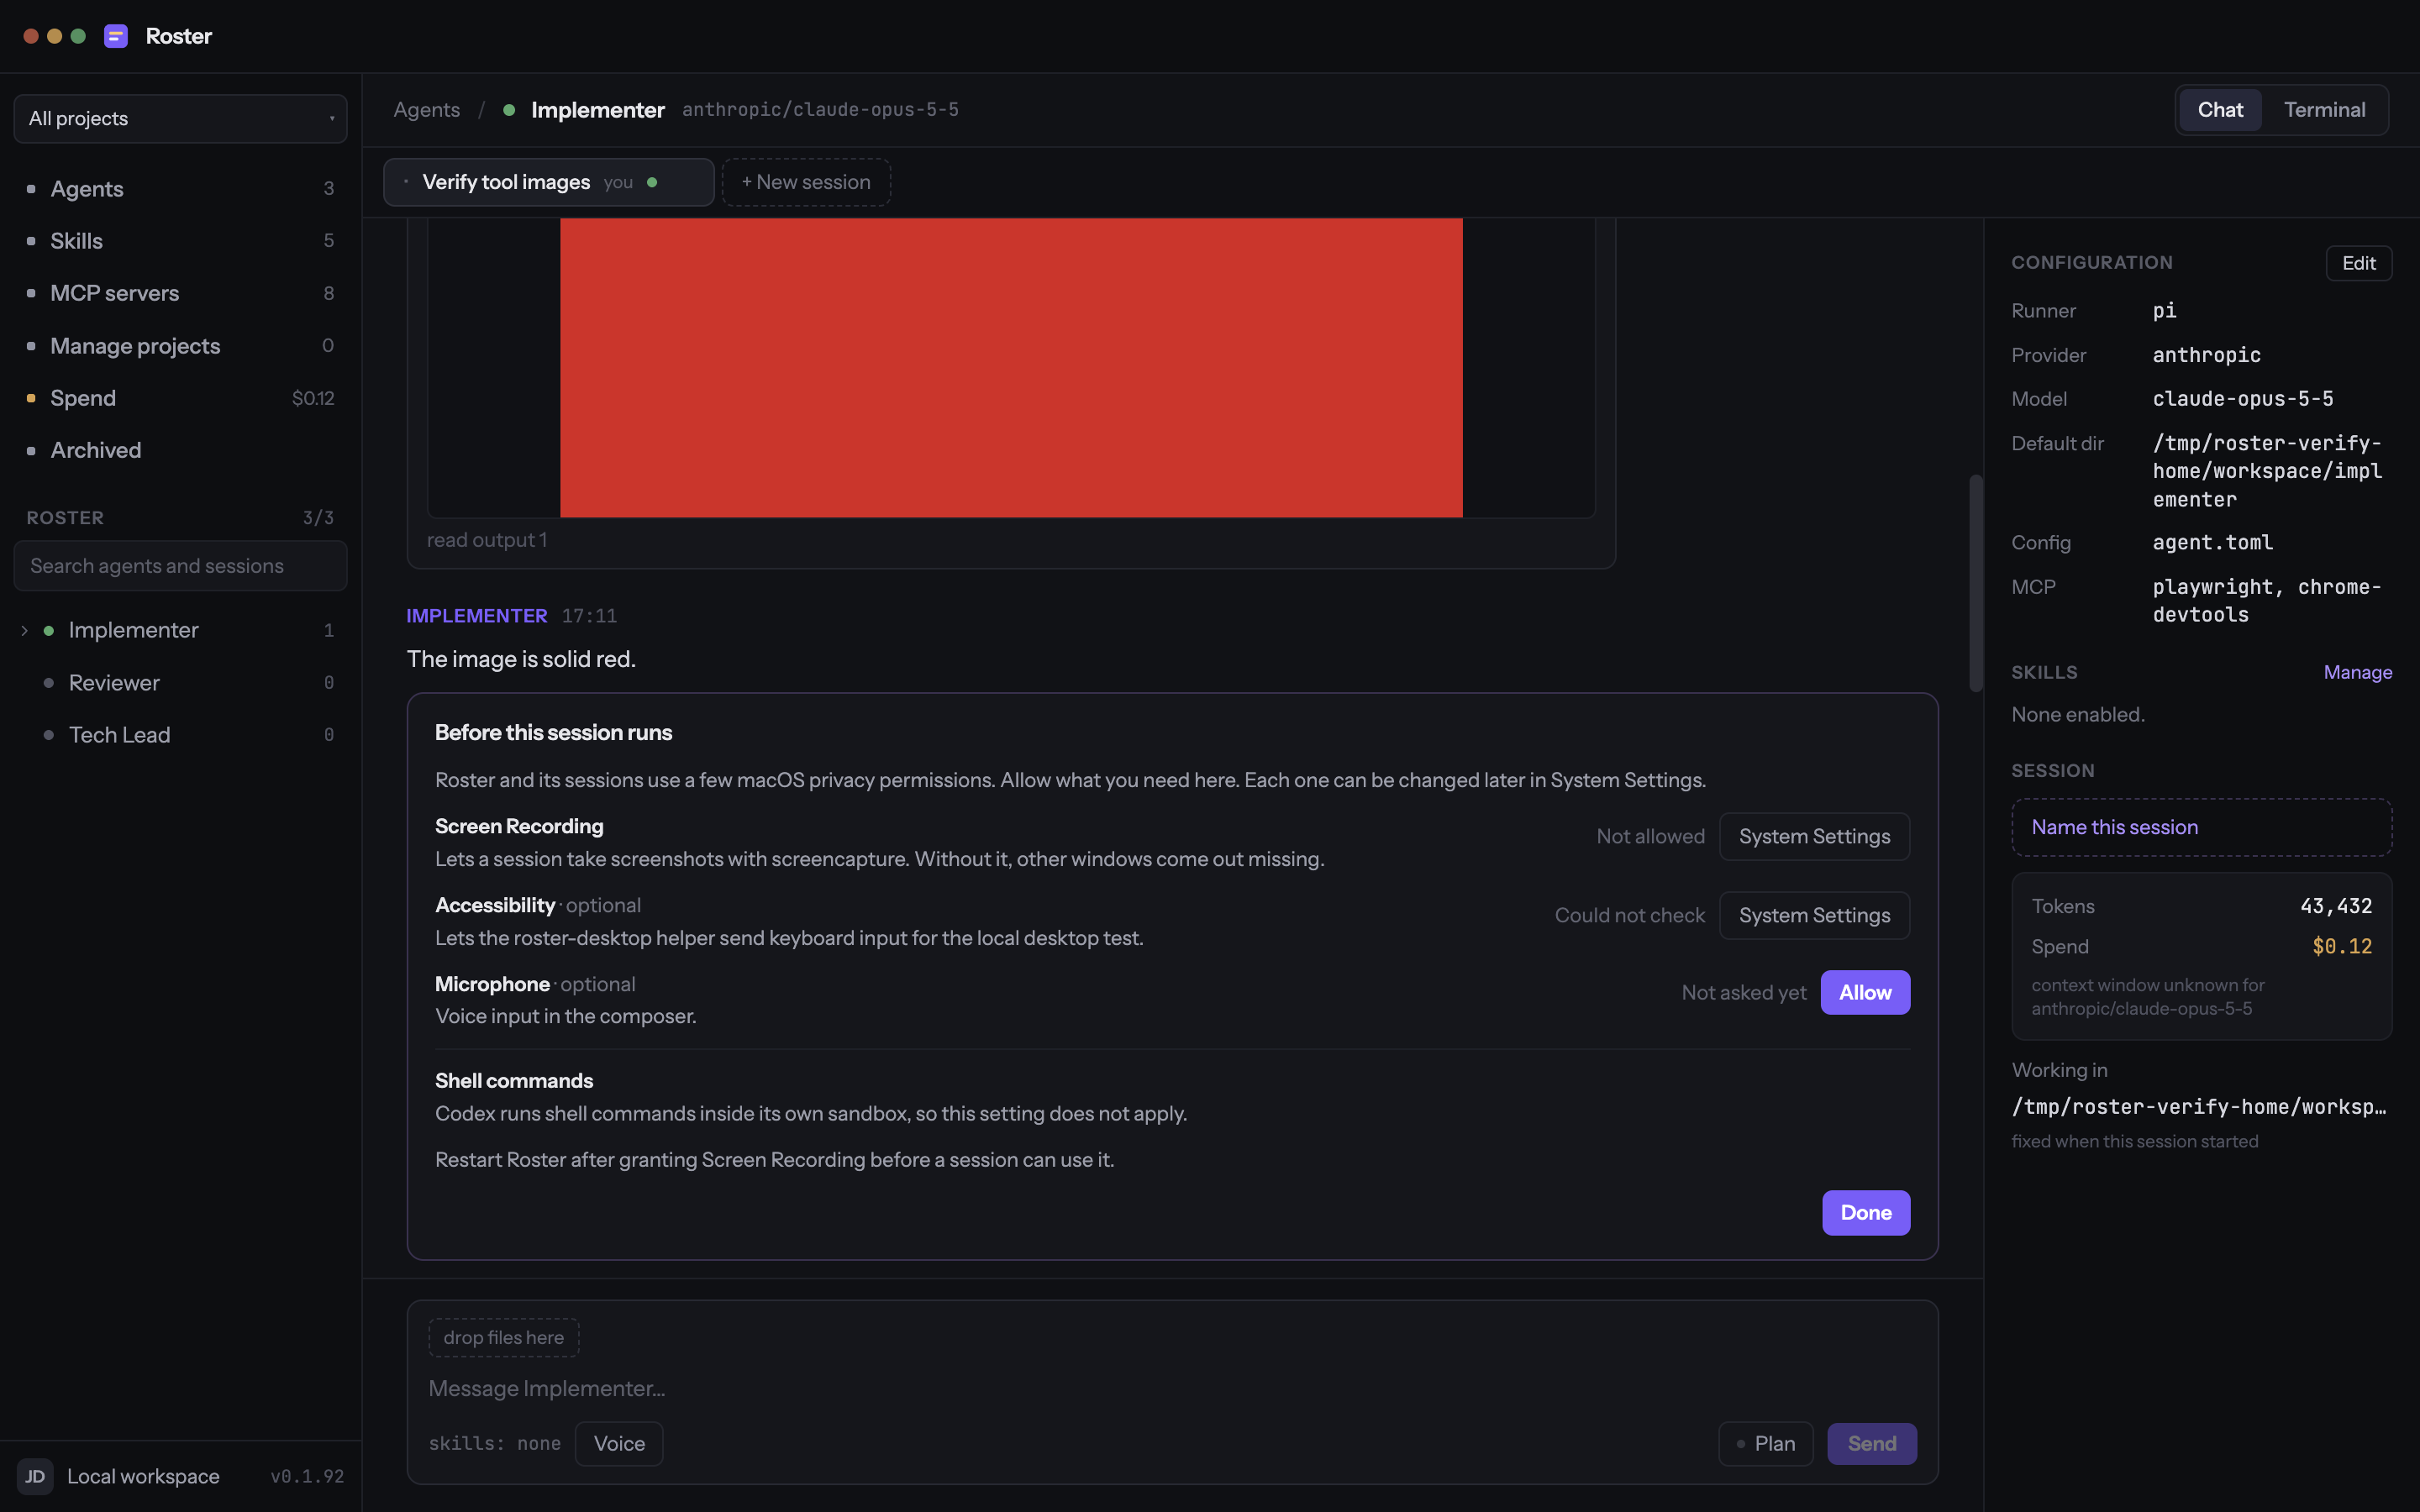 Roster
All projects
Agents 3
Skills 5
MCP servers 8
Manage projects 0
Spend $0.12
Archived
ROSTER 3/3
Search agents and sessions
Implementer 1
Reviewer 0
Tech Lead 0
JD Local workspace v0.1.92
Agents / Implementer anthropic/claude-opus-5-5
Chat Terminal
Verify tool images you
+ New session
read output 1
IMPLEMENTER 17:11
The image is solid red.
Before this session runs
Roster and its sessions use a few macOS privacy permissions. Allow what you need here. Each one can be changed later in System Settings.
Screen Recording
Lets a session take screenshots with screencapture. Without it, other windows come out missing.
Not allowed System Settings
Accessibility · optional
Lets the roster-desktop helper send keyboard input for the local desktop test.
Could not check System Settings
Microphone · optional
Voice input in the composer.
Not asked yet Allow
Shell commands
Codex runs shell commands inside its own sandbox, so this setting does not apply.
Restart Roster after granting Screen Recording before a session can use it.
Done
drop files here
Message Implementer...
skills: none Voice
Plan Send
CONFIGURATION Edit
Runner pi
Provider anthropic
Model claude-opus-5-5
Default dir /tmp/roster-verify-
home/workspace/impl
ementer
Config agent.toml
MCP playwright, chrome-
devtools
SKILLS Manage
None enabled.
SESSION
Name this session
Tokens 43,432
Spend $0.12
context window unknown for
anthropic/claude-opus-5-5
Working in
/tmp/roster-verify-home/worksp…
fixed when this session started